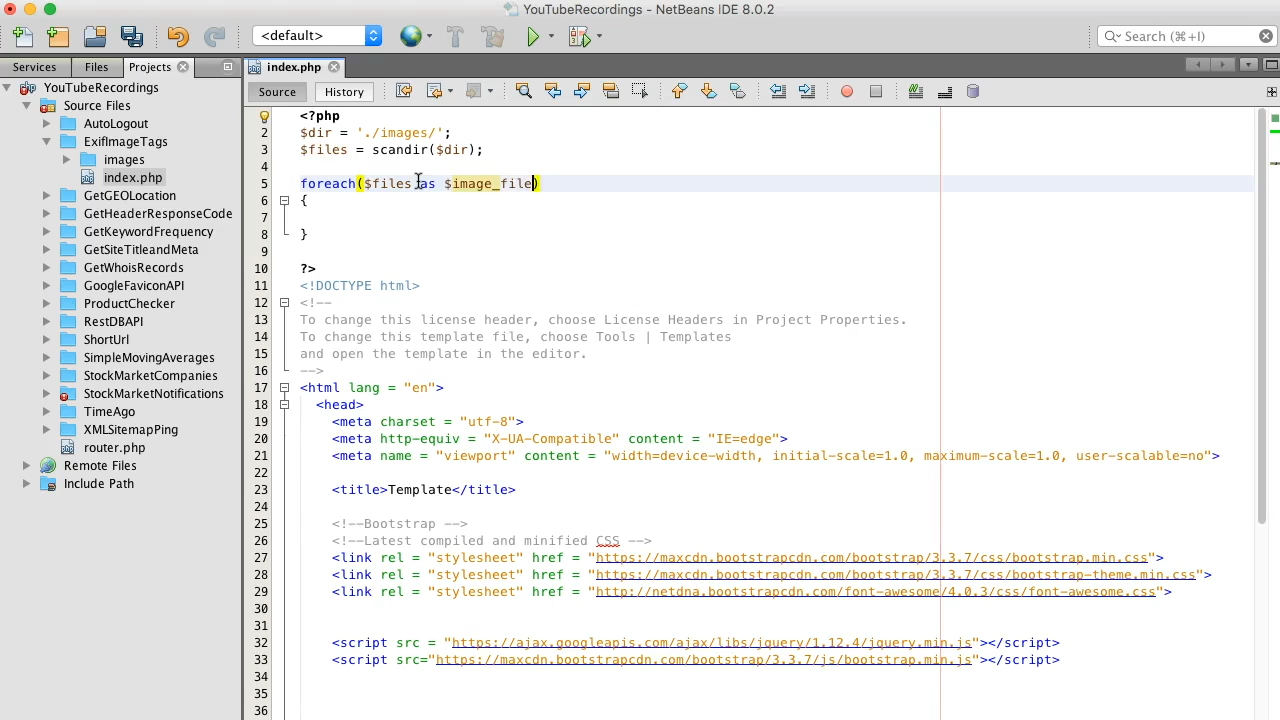 YouTubeRecordings - NetBeans IDE 8.0.2
<default>
Search (⌘+I)
Services
Files
Projects
index.php
Source
History
YouTubeRecordings
Source Files
AutoLogout
ExifImageTags
images
index.php
GetGEOLocation
GetHeaderResponseCode
GetKeywordFrequency
GetSiteTitleandMeta
GetWhoisRecords
GoogleFaviconAPI
ProductChecker
RestDBAPI
ShortUrl
SimpleMovingAverages
StockMarketCompanies
StockMarketNotifications
TimeAgo
XMLSitemapPing
router.php
Remote Files
Include Path
<?php
2 $dir = './images/';
3 $files = scandir($dir);
4
5 foreach($files as $image_file)
6 {
7
8 }
9
10 ?>
11 <!DOCTYPE html>
12 <!--
13 To change this license header, choose License Headers in Project Properties.
14 To change this template file, choose Tools | Templates
15 and open the template in the editor.
16 -->
17 <html lang = "en">
18 <head>
19 <meta charset = "utf-8">
20 <meta http-equiv = "X-UA-Compatible" content = "IE=edge">
21 <meta name = "viewport" content = "width=device-width, initial-scale=1.0, maximum-scale=1.0, user-scalable=no">
22
23 <title>Template</title>
24
25 <!--Bootstrap -->
26 <!--Latest compiled and minified CSS -->
27 <link rel = "stylesheet" href = "https://maxcdn.bootstrapcdn.com/bootstrap/3.3.7/css/bootstrap.min.css">
28 <link rel = "stylesheet" href = "https://maxcdn.bootstrapcdn.com/bootstrap/3.3.7/css/bootstrap-theme.min.css">
29 <link rel = "stylesheet" href = "http://netdna.bootstrapcdn.com/font-awesome/4.0.3/css/font-awesome.css">
30
31
32 <script src = "https://ajax.googleapis.com/ajax/libs/jquery/1.12.4/jquery.min.js"></script>
33 <script src="https://maxcdn.bootstrapcdn.com/bootstrap/3.3.7/js/bootstrap.min.js"></script>
34
35
36